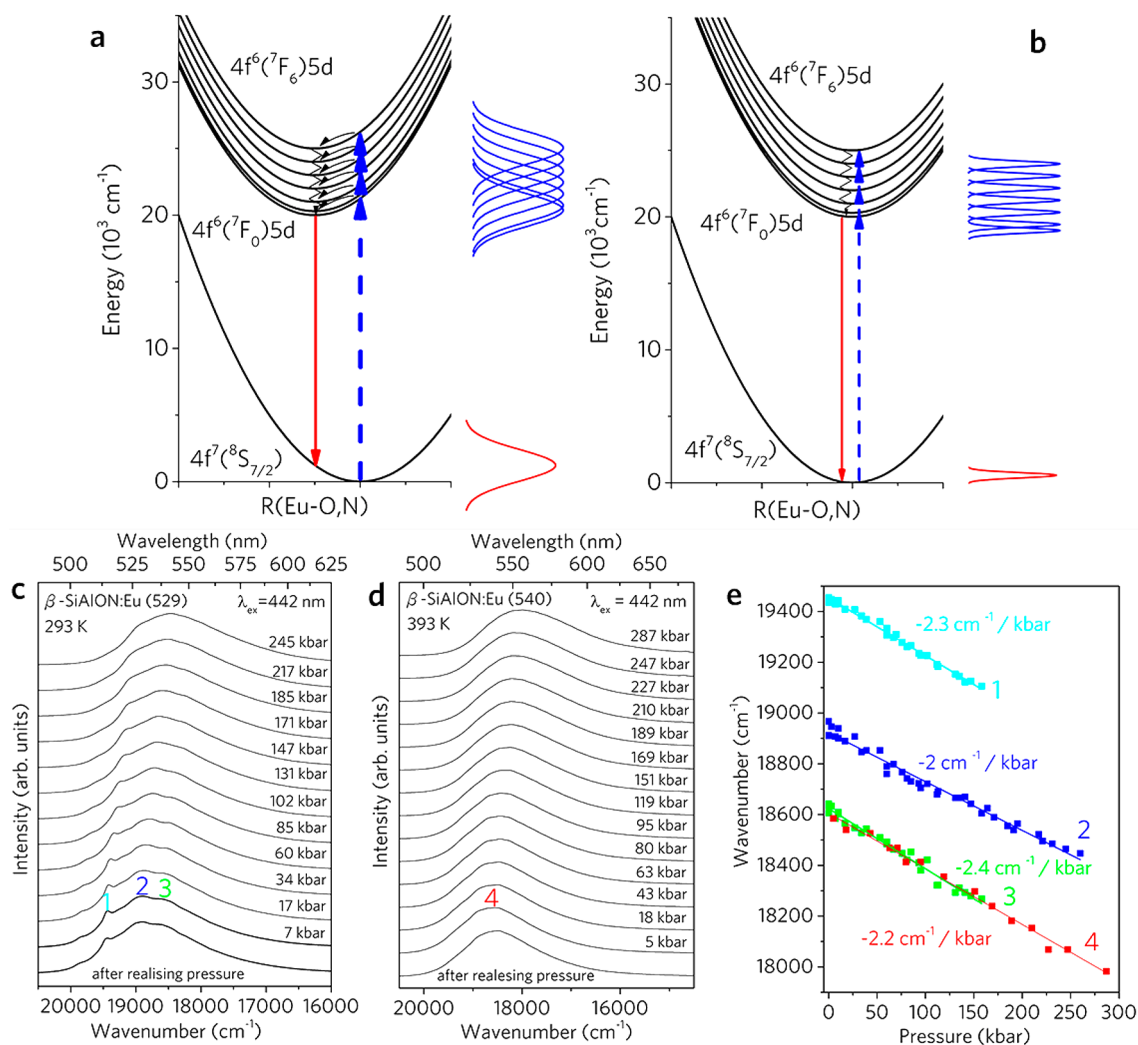 a
4f⁶(⁷F₆)5d
30
20
10
0
Energy (10³ cm⁻¹)
4f⁶(⁷F₀)5d
4f⁷(⁸S₇/₂)
R(Eu-O,N)
b
4f⁶(⁷F₆)5d
30
20
10
0
Energy (10³cm⁻¹)
4f⁶(⁷F₀)5d
4f⁷(⁸S₇/₂)
R(Eu-O,N)
c
Wavelength (nm)
500 525 550 575 600 625
β-SiAlON:Eu (529) λex=442 nm
293 K
245 kbar
217 kbar
185 kbar
171 kbar
147 kbar
131 kbar
102 kbar
85 kbar
60 kbar
34 kbar
17 kbar
7 kbar
1 2 3
after realising pressure
Intensity (arb. units)
20000 19000 18000 17000 16000
Wavenumber (cm⁻¹)
d
Wavelength (nm)
500 550 600 650
β-SiAlON:Eu (540) λex = 442 nm
393 K
287 kbar
247 kbar
227 kbar
210 kbar
189 kbar
169 kbar
151 kbar
119 kbar
95 kbar
80 kbar
63 kbar
43 kbar
18 kbar
5 kbar
4
after realesing pressure
Intensity (arb. units)
20000 18000 16000
Wavenumber (cm⁻¹)
e
19400
19200
19000
18800
18600
18400
18200
18000
Wavenumber (cm⁻¹)
-2.3 cm⁻¹/ kbar
1
-2 cm⁻¹/ kbar
2
-2.4 cm⁻¹/ kbar
3
-2.2 cm⁻¹/ kbar
4
0 50 100 150 200 250 300
Pressure (kbar)